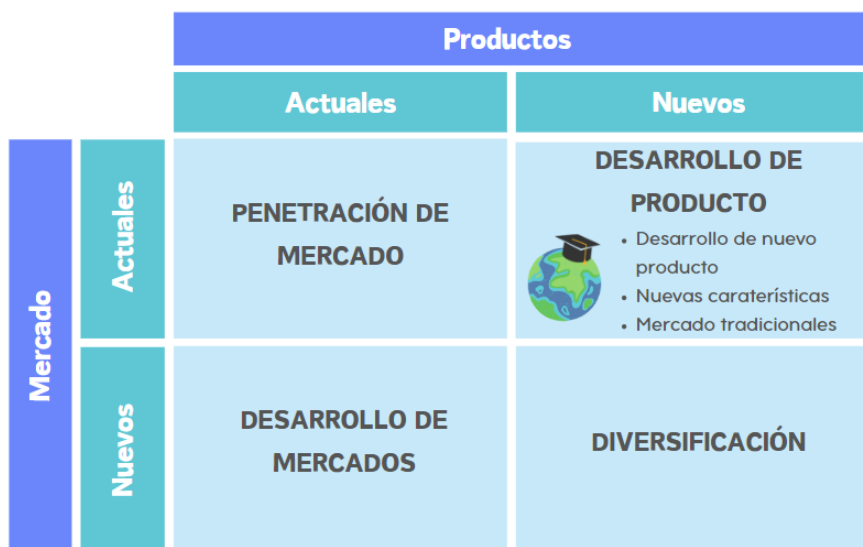 Productos
Actuales
Nuevos
Mercado
Actuales
PENETRACIÓN DE
MERCADO
DESARROLLO DE
PRODUCTO
• Desarrollo de nuevo
producto
• Nuevas caraterísticas
• Mercado tradicionales
Nuevos
DESARROLLO DE
MERCADOS
DIVERSIFICACIÓN